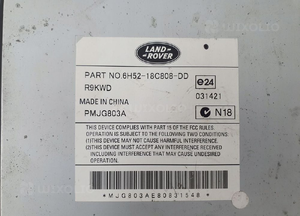 LAND-
ROVER
PART NO.6H52-18C808-DD
R9KWD
MADE IN CHINA
PMJG803A
e24
031421
N18
THIS DEVICE COMPLIES WITH PART 15 OF THE FCC RULES.
OPERATION IS SUBJECT TO THE FOLLOWING TWO CONDITIONS:
(1) THIS DEVICE MAY NOT CAUSE HARMFUL INTERFERENCE.
(2) THIS DEVICE MUST ACCEPT ANY INTERFERENCE RECEIVED,
INCLUDING INTERFERENCE THAT MAY CAUSE UNDESIRED OPERATION.